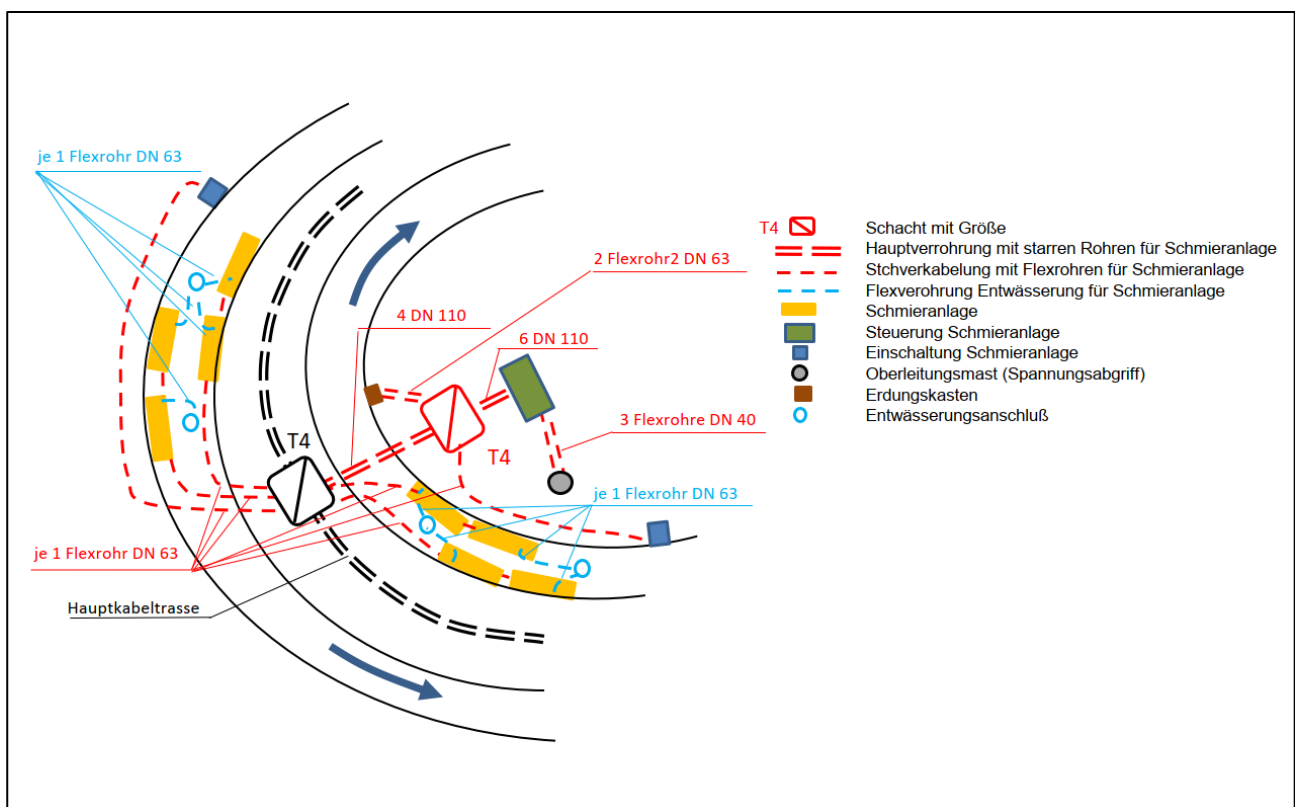 je 1 Flexrohr DN 63
2 Flexrohr2 DN 63
4 DN 110
6 DN 110
3 Flexrohre DN 40
T4
T4
je 1 Flexrohr DN 63
je 1 Flexrohr DN 63
Hauptkabeltrasse
T4 Schacht mit Größe
Hauptverrohrung mit starren Rohren für Schmieranlage
Stchverkabelung mit Flexrohren für Schmieranlage
Flexverohrung Entwässerung für Schmieranlage
Schmieranlage
Steuerung Schmieranlage
Einschaltung Schmieranlage
Oberleitungsmast (Spannungsabgriff)
Erdungskasten
Entwässerungsanschluß